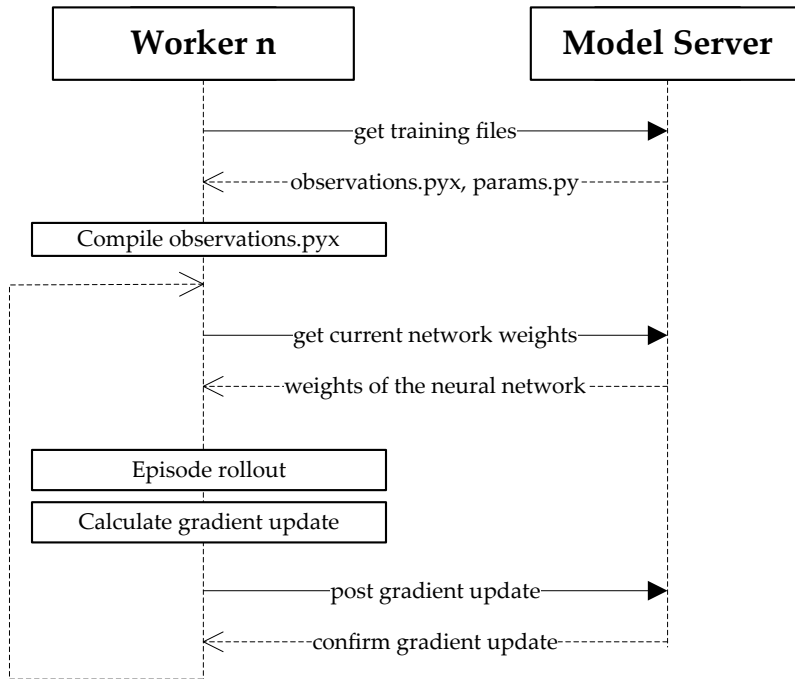 Worker n
Model Server
get training files
observations.pyx, params.py
Compile observations.pyx
get current network weights
weights of the neural network
Episode rollout
Calculate gradient update
post gradient update
confirm gradient update